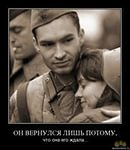 ОН ВЕРНУЛСЯ ЛИШЬ ПОТОМУ,
что она его ждала...